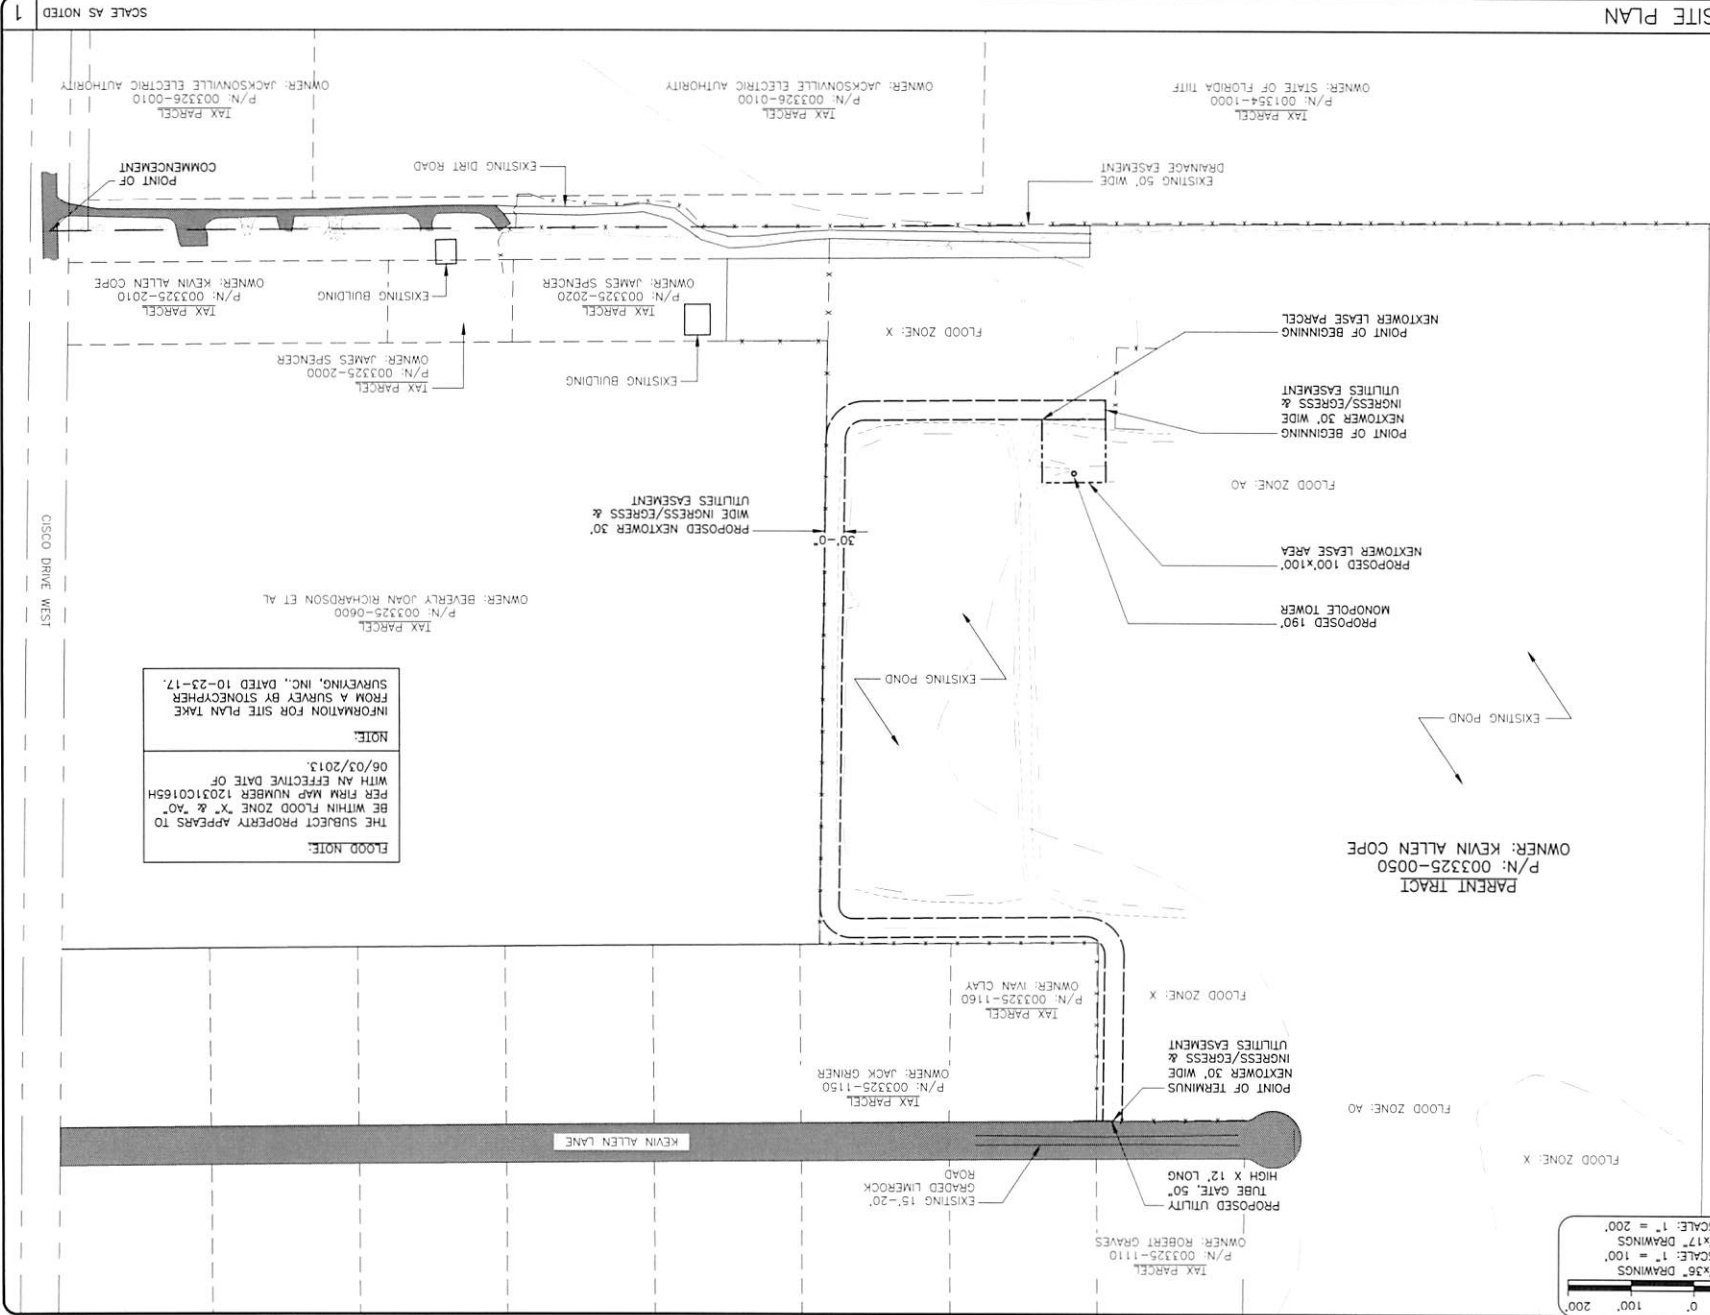 0' 100' 200'
x36" DRAWINGS
SCALE: 1" = 100'
x17" DRAWINGS
SCALE: 1" = 200'
TAX PARCEL
P/N: 003325-1110
OWNER: ROBERT GRAVES
PROPOSED UTILITY
TUBE GATE, 50"
HIGH X 12' LONG
EXISTING 15'-20'
GRADED LIMEROCK
ROAD
FLOOD ZONE: X
KEVIN ALLEN LANE
FLOOD ZONE: AO
POINT OF TERMINUS
NEXTOWER 30' WIDE
INGRESS/EGRESS &
UTILITIES EASEMENT
TAX PARCEL
P/N: 003325-1150
OWNER: JACK GRINER
FLOOD ZONE: X
TAX PARCEL
P/N: 003325-1160
OWNER: IVAN CLAY
PARENT TRACT
P/N: 003325-0050
OWNER: KEVIN ALLEN COPE
FLOOD NOTE:
THE SUBJECT PROPERTY APPEARS TO
BE WITHIN FLOOD ZONE "X" & "AO"
PER FIRM MAP NUMBER 12031C0165H
WITH AN EFFECTIVE DATE OF
06/03/2013.
NOTE:
INFORMATION FOR SITE PLAN TAKE
FROM A SURVEY BY STONECYPHER
SURVEYING, INC., DATED 10-23-17.
EXISTING POND
EXISTING POND
PROPOSED 190'
MONOPOLE TOWER
TAX PARCEL
P/N: 003325-0600
OWNER: BEVERLY JOAN RICHARDSON ET AL
CISCO DRIVE WEST
PROPOSED 100'x100'
NEXTOWER LEASE AREA
30'-0"
PROPOSED NEXTOWER 30'
WIDE INGRESS/EGRESS &
UTILITIES EASEMENT
FLOOD ZONE: AO
POINT OF BEGINNING
NEXTOWER 30' WIDE
INGRESS/EGRESS &
UTILITIES EASEMENT
EXISTING BUILDING
TAX PARCEL
P/N: 003325-2000
OWNER: JAMES SPENCER
POINT OF BEGINNING
NEXTOWER LEASE PARCEL
FLOOD ZONE: X
TAX PARCEL
P/N: 003325-2020
OWNER: JAMES SPENCER
EXISTING BUILDING
TAX PARCEL
P/N: 003325-2010
OWNER: KEVIN ALLEN COPE
EXISTING 50' WIDE
DRAINAGE EASEMENT
EXISTING DIRT ROAD
POINT OF
COMMENCEMENT
TAX PARCEL
P/N: 001354-1000
OWNER: STATE OF FLORIDA TIITF
TAX PARCEL
P/N: 003326-0100
OWNER: JACKSONVILLE ELECTRIC AUTHORITY
TAX PARCEL
P/N: 003326-0010
OWNER: JACKSONVILLE ELECTRIC AUTHORITY
SITE PLAN
SCALE AS NOTED
1